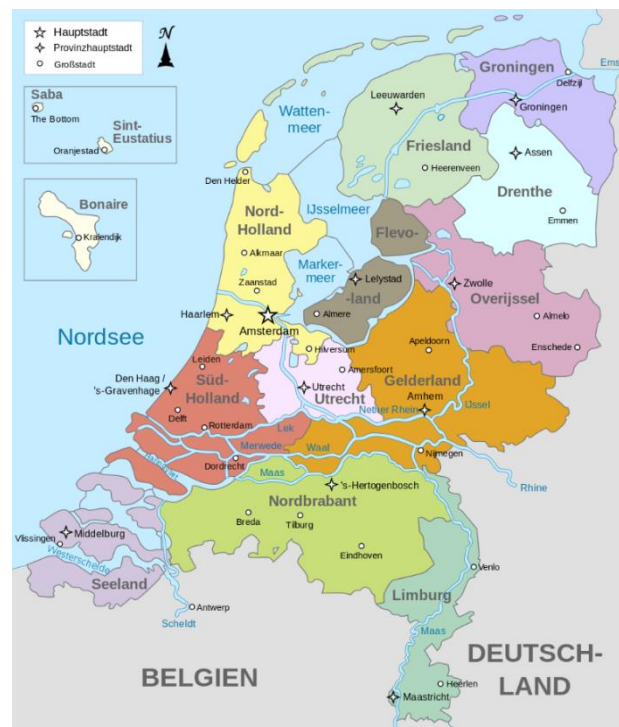 Hauptstadt
Provinzhauptstadt
Großstadt
N
Saba
The Bottom
Sint-
Eustatius
Oranjestad
Bonaire
Kralendijk
Groningen
Delfzijl
Ems
Groningen
Leeuwarden
Friesland
Heerenveen
Assen
Drenthe
Emmen
Watten-
meer
Den Helder
IJsselmeer
Nord-
Holland
Alkmaar
Marker-
meer
Zaanstad
Haarlem
Amsterdam
Hilversum
Flevo-
-land
Lelystad
Almere
Zwolle
Overijssel
Almelo
Enschede
Nordsee
Leiden
Den Haag /
's-Gravenhage
Süd-
Holland
Delft
Rotterdam
Dordrecht
Amersfoort
Utrecht
Utrecht
Apeldoorn
Gelderland
Arnhem
Neder Rhein
IJssel
Lek
Merwede
Waal
Nijmegen
Rhine
Maas
's-Hertogenbosch
Nordbrabant
Breda
Tilburg
Eindhoven
Middelburg
Vlissingen
Westerschelde
Seeland
Antwerp
Scheldt
Venlo
Limburg
Maas
Heerlen
Maastricht
BELGIEN
DEUTSCH-
LAND